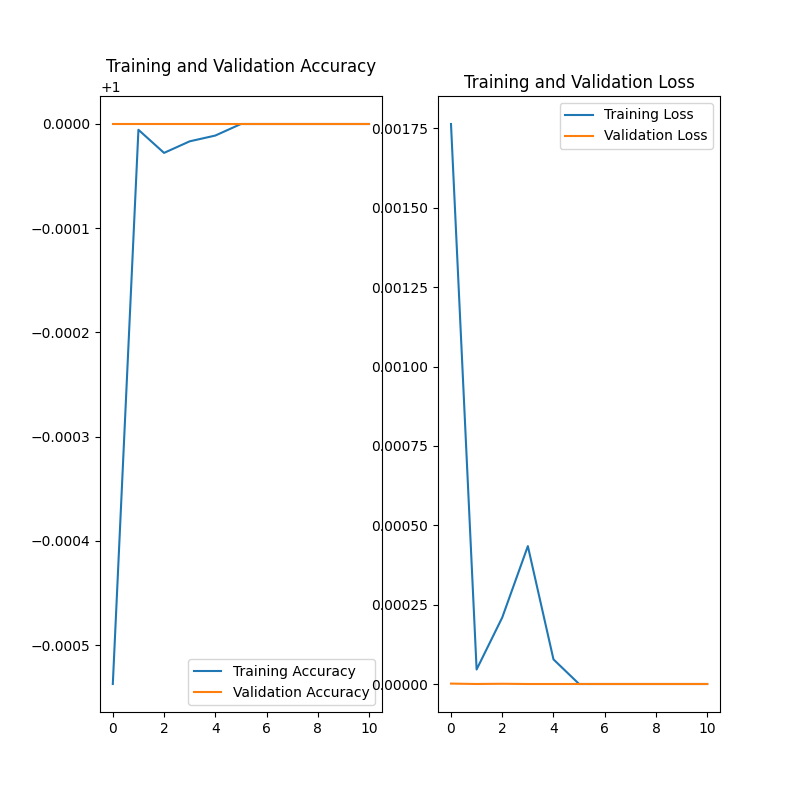 Training and Validation Accuracy
+1
0.0000
−0.0001
−0.0002
−0.0003
−0.0004
−0.0005
0 2 4 6 8 10
Training Accuracy
Validation Accuracy
Training and Validation Loss
0.00175
0.00150
0.00125
0.00100
0.00075
0.00050
0.00025
0.00000
0 2 4 6 8 10
Training Loss
Validation Loss